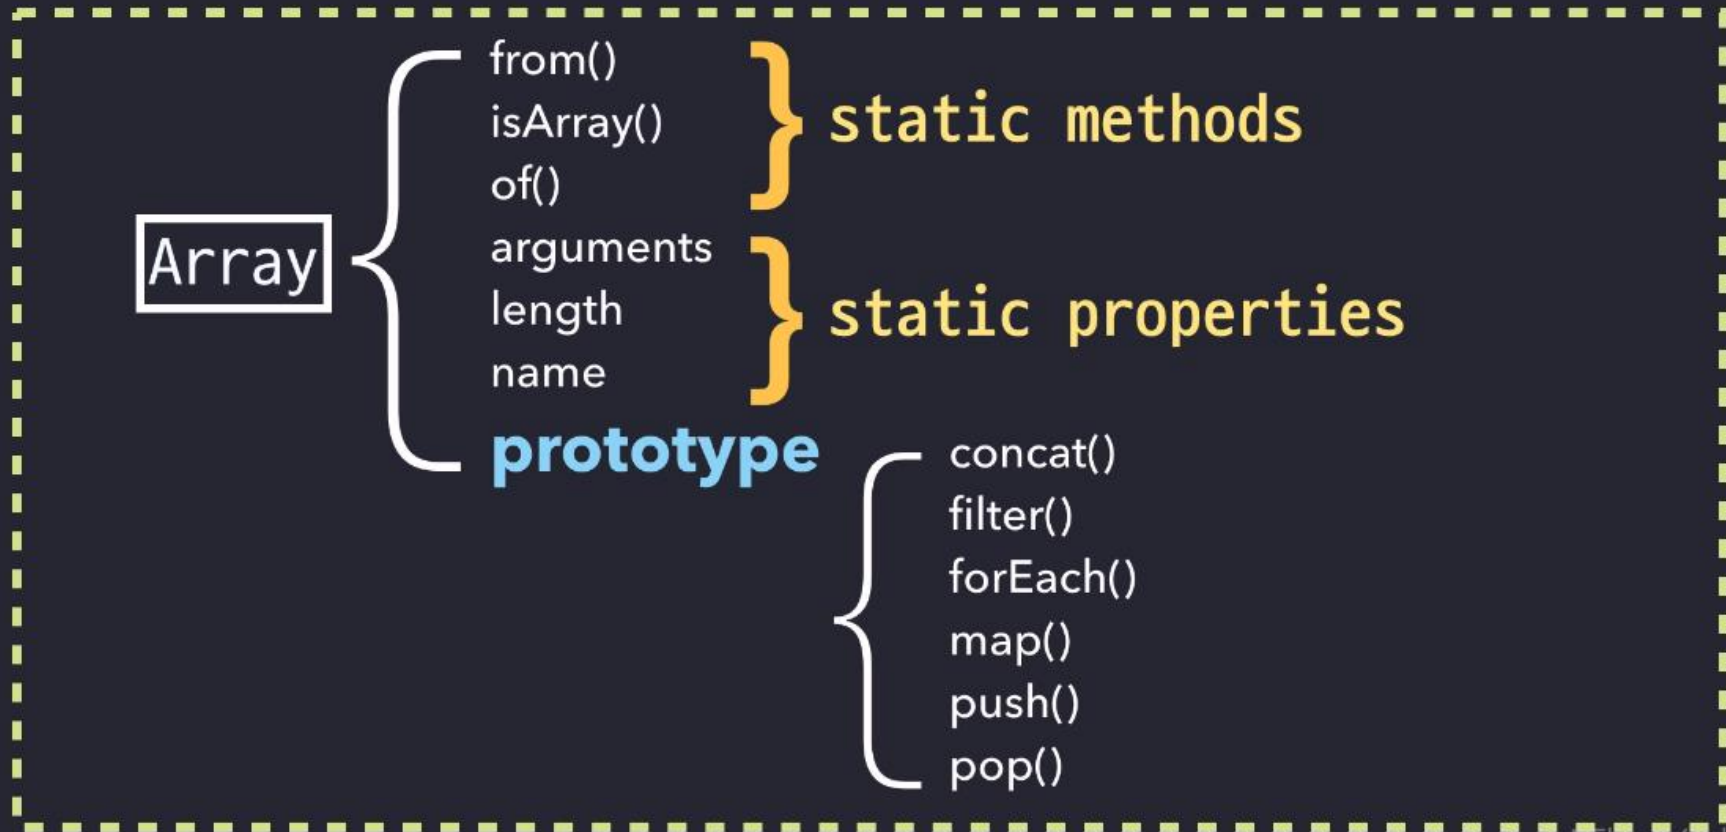 from()
isArray()
of()
static methods
Array
arguments
length
name
static properties
prototype
concat()
filter()
forEach()
map()
push()
pop()